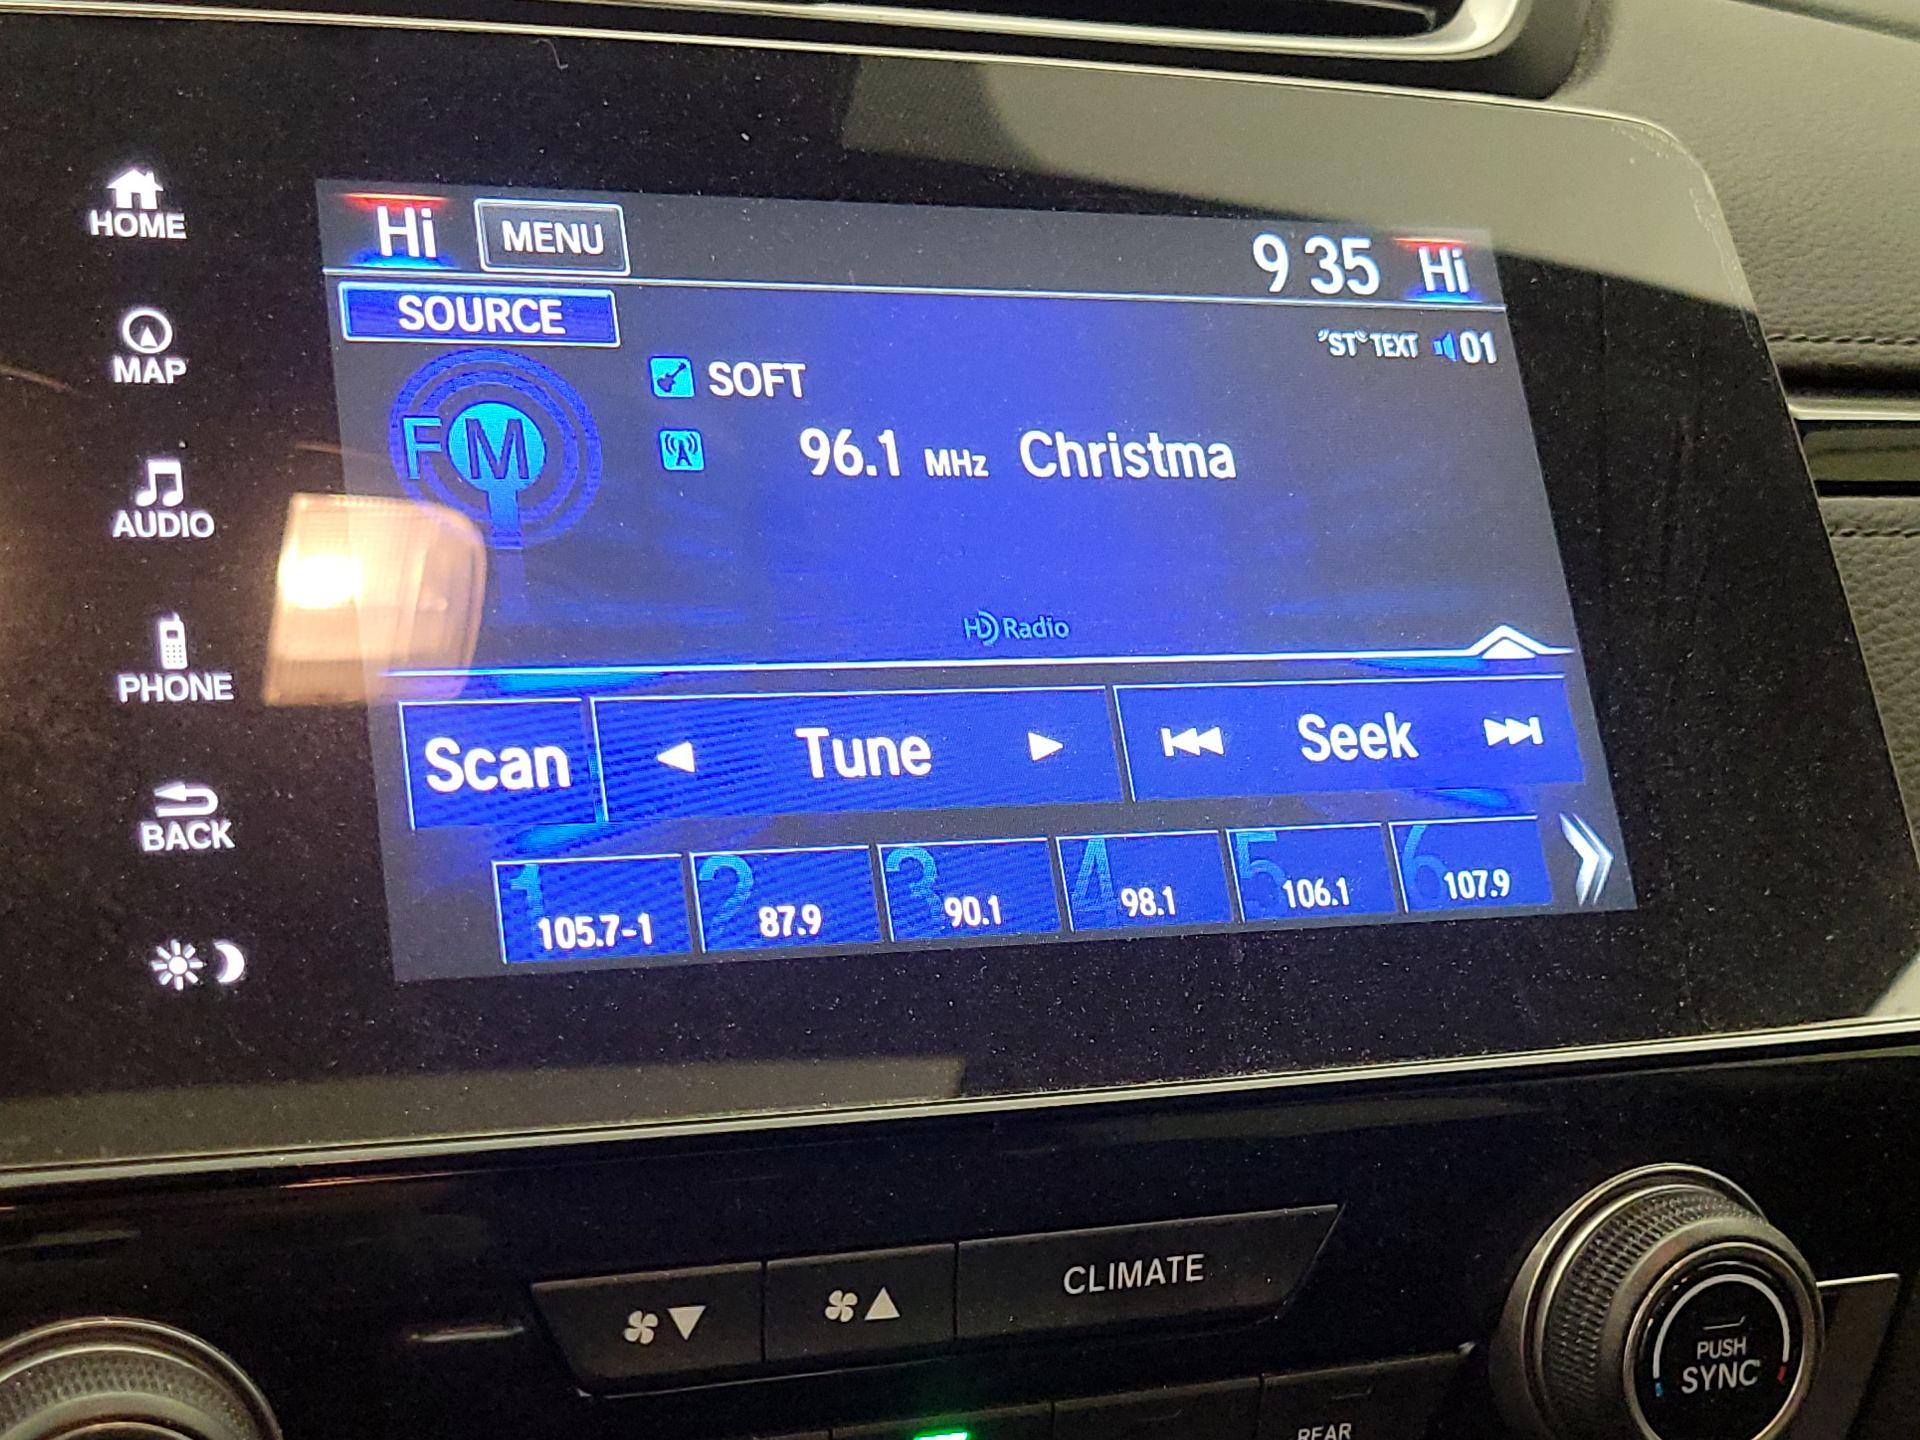 HOME
MAP
AUDIO
PHONE
BACK
Hi MENU 9 35 Hi
SOURCE
"ST" TEXT 01
FM
SOFT
96.1 MHz Christma
HD Radio
Scan Tune Seek
1 105.7-1
2 87.9
3 90.1
4 98.1
5 106.1
6 107.9
CLIMATE
PUSH
SYNC
REAR